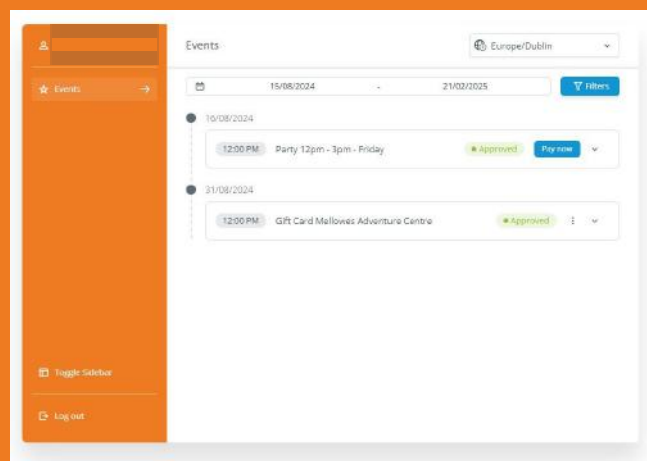 Events
Europe/Dublin
Events
15/08/2024 - 21/02/2025
Filters
16/08/2024
12:00 PM Party 12pm - 3pm - Friday Approved Pay now
31/08/2024
12:00 PM Gift Card Mellowes Adventure Centre Approved
Toggle Sidebar
Log out